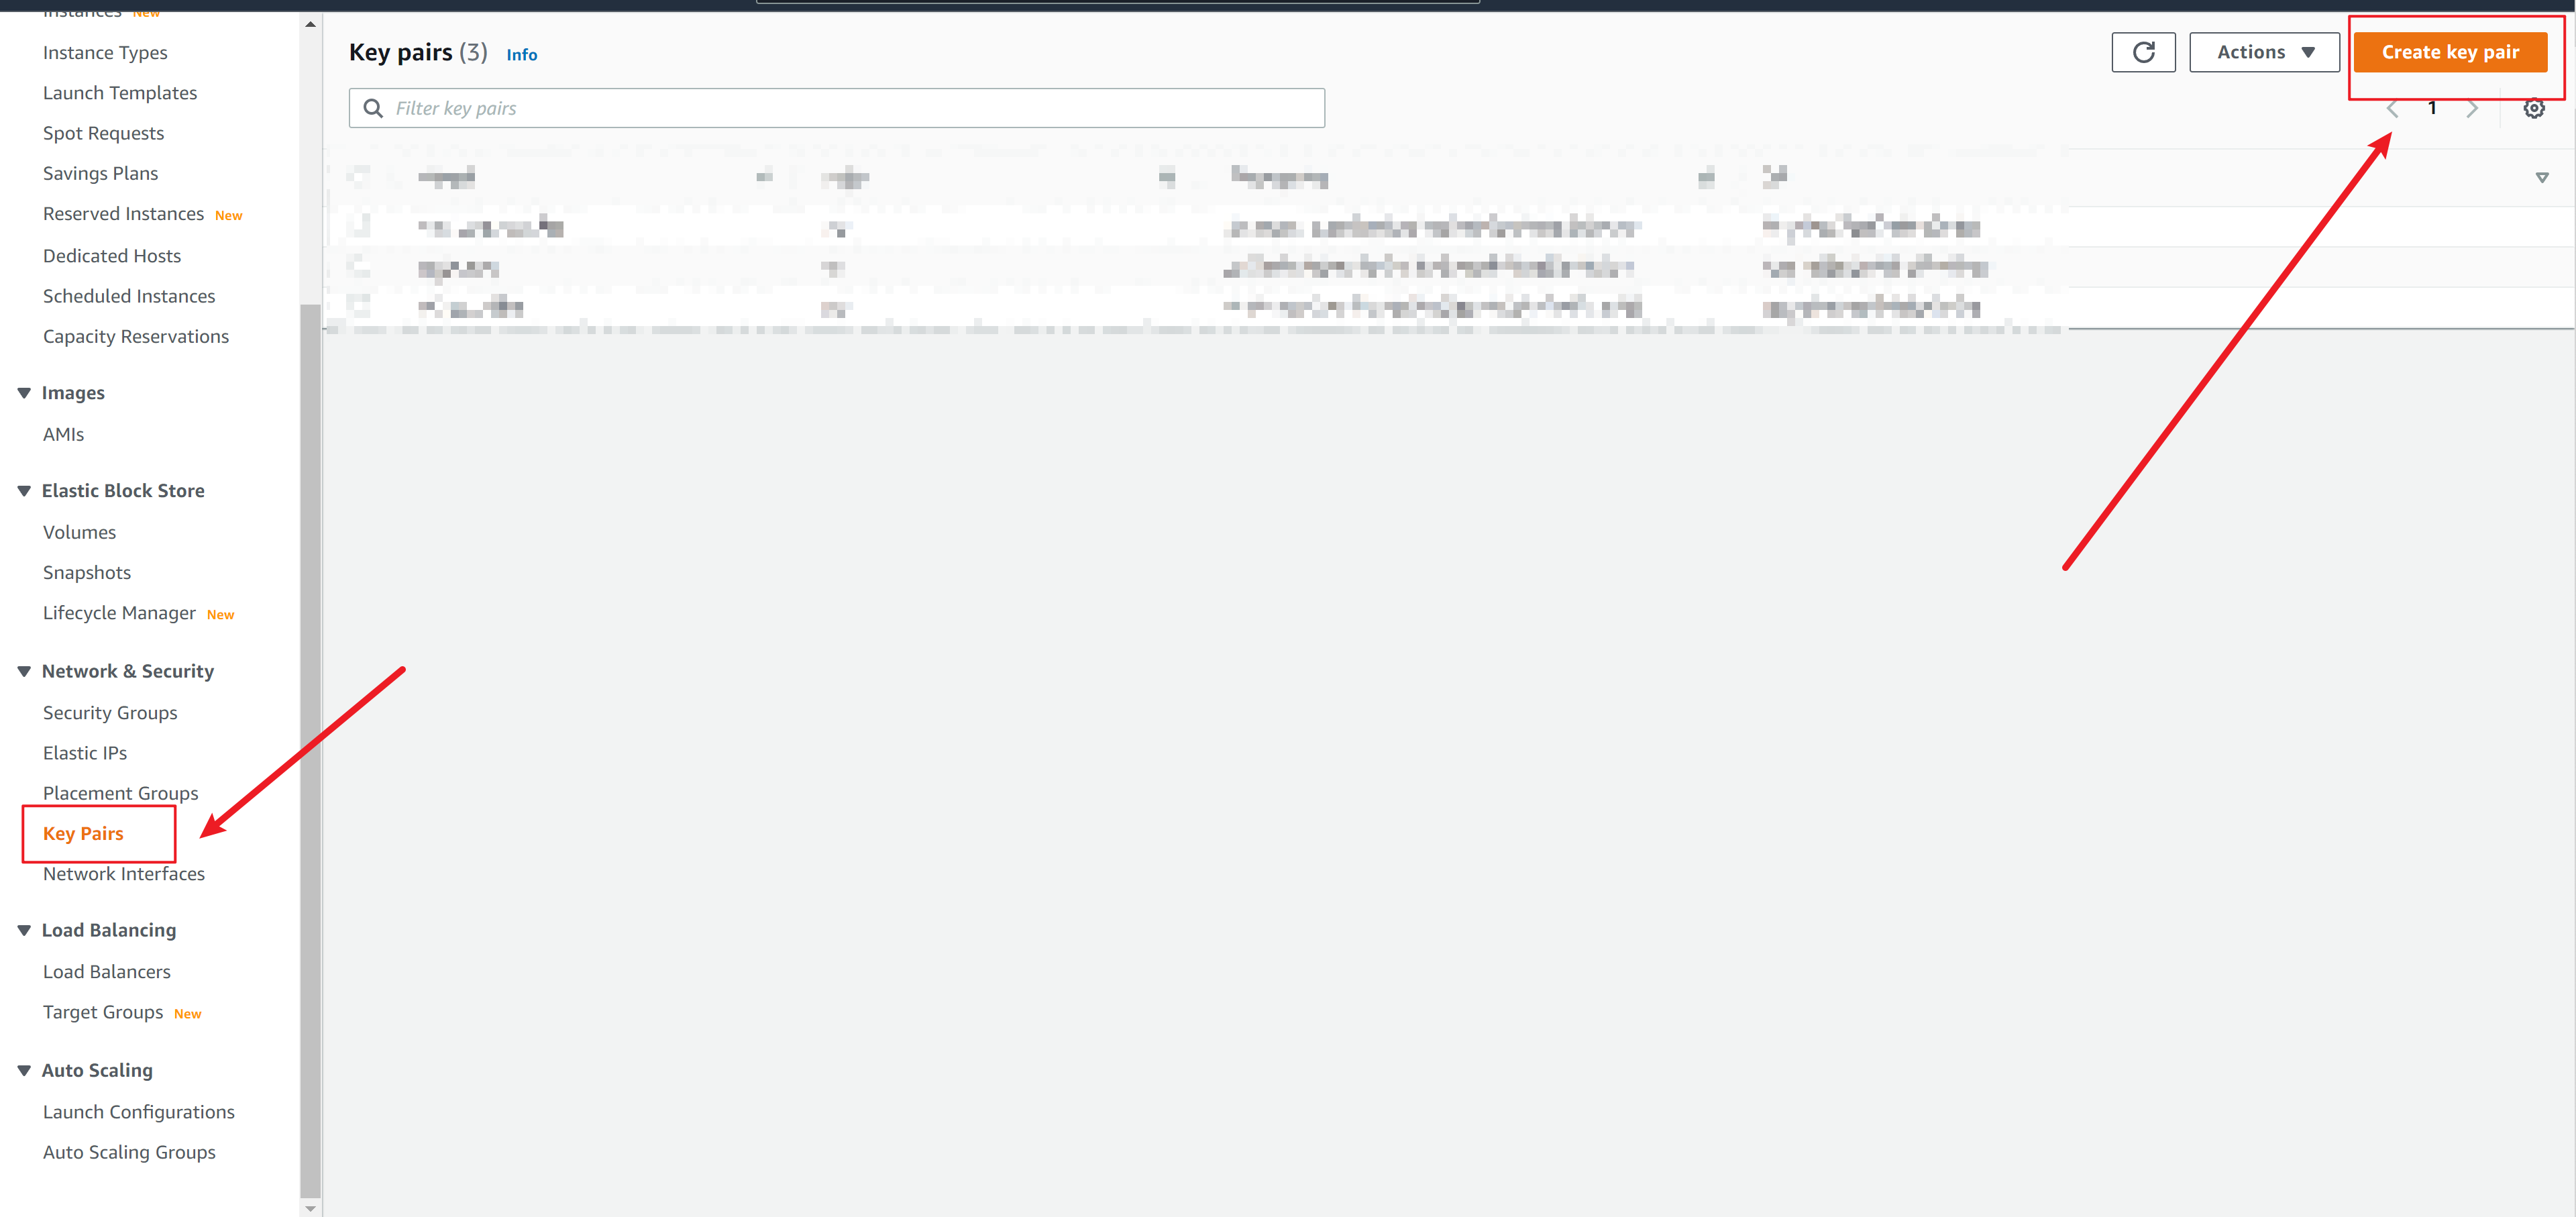 Instances New
Instance Types
Launch Templates
Spot Requests
Savings Plans
Reserved Instances New
Dedicated Hosts
Scheduled Instances
Capacity Reservations
Images
AMIs
Elastic Block Store
Volumes
Snapshots
Lifecycle Manager New
Network & Security
Security Groups
Elastic IPs
Placement Groups
Key Pairs
Network Interfaces
Load Balancing
Load Balancers
Target Groups New
Auto Scaling
Launch Configurations
Auto Scaling Groups
Key pairs (3) Info
Actions
Create key pair
Filter key pairs
1